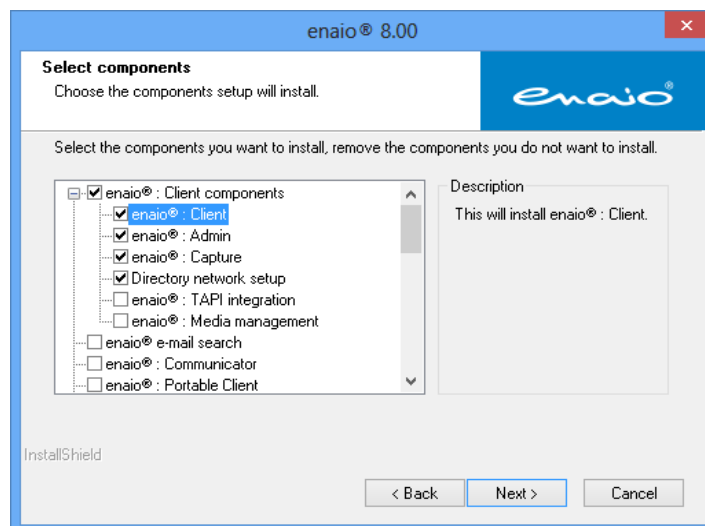 enaio® 8.00
Select components
Choose the components setup will install.
enaio®
Select the components you want to install, remove the components you do not want to install.
enaio® : Client components
enaio® : Client
enaio® : Admin
enaio® : Capture
Directory network setup
enaio® : TAPI integration
enaio® : Media management
enaio® e-mail search
enaio® : Communicator
enaio® : Portable Client
Description
This will install enaio® : Client.
InstallShield
< Back
Next >
Cancel